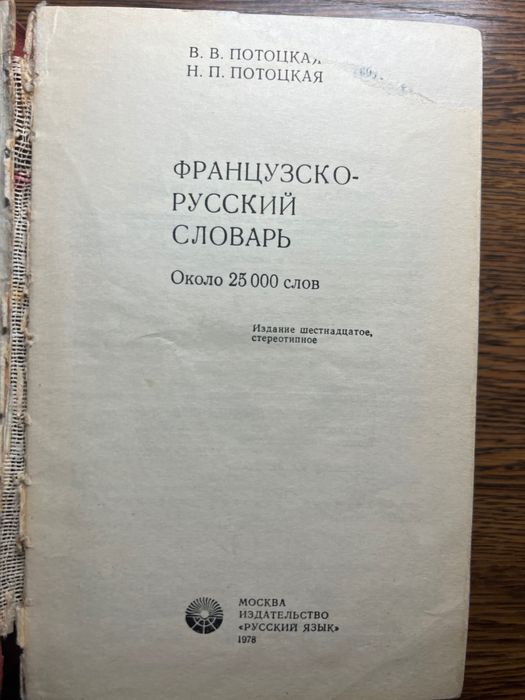 В. В. ПОТОЦКАЯ
Н. П. ПОТОЦКАЯ
ФРАНЦУЗСКО-
РУССКИЙ
СЛОВАРЬ
Около 25 000 слов
Издание шестнадцатое,
стереотипное
МОСКВА
ИЗДАТЕЛЬСТВО
«РУССКИЙ ЯЗЫК»
1978